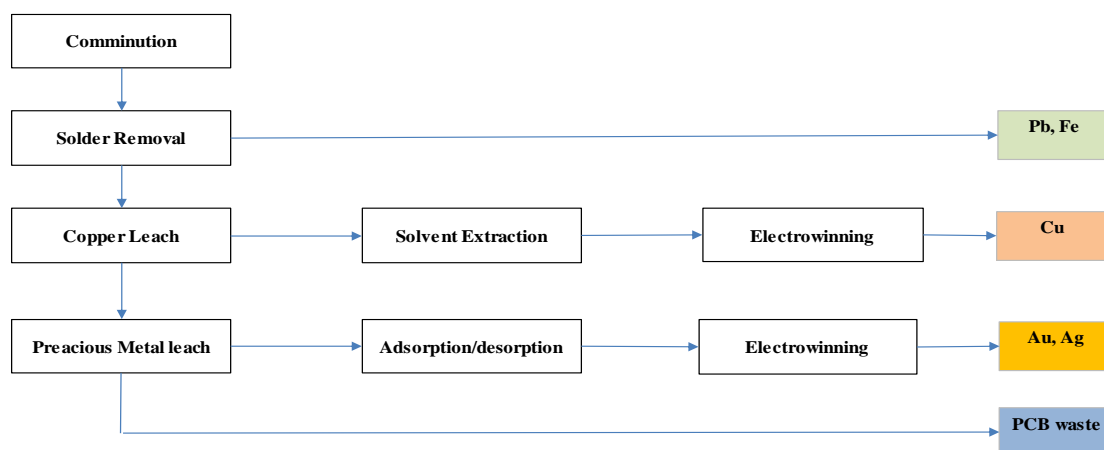 Comminution
Solder Removal
Pb, Fe
Copper Leach
Solvent Extraction
Electrowinning
Cu
Preacious Metal leach
Adsorption/desorption
Electrowinning
Au, Ag
PCB waste